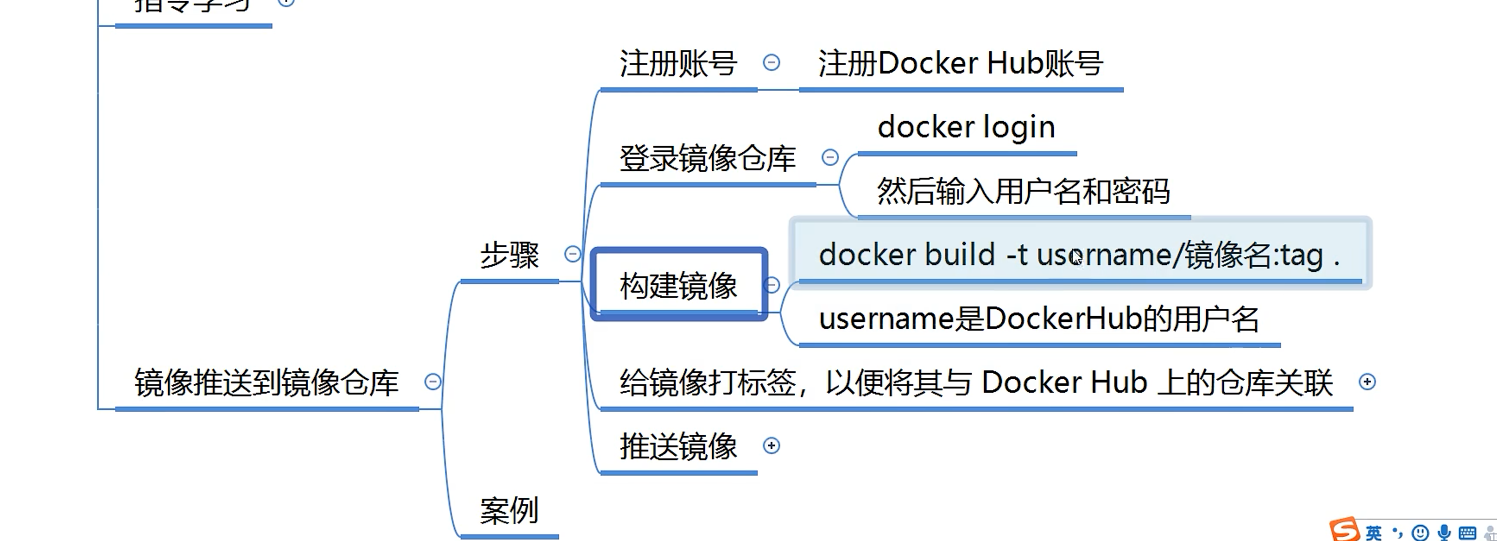 指令学习
注册账号
注册Docker Hub账号
docker login
登录镜像仓库
然后输入用户名和密码
步骤
docker build -t username/镜像名:tag .
构建镜像
username是DockerHub的用户名
镜像推送到镜像仓库
给镜像打标签，以便将其与 Docker Hub 上的仓库关联
推送镜像
案例
英